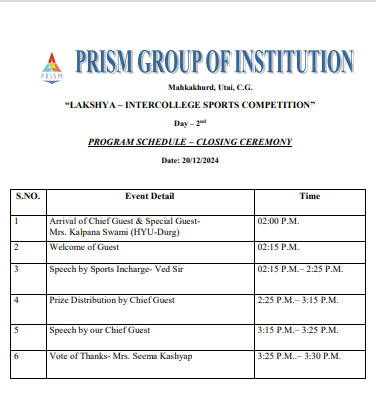 PRISM
PRISM GROUP OF INSTITUTION
Mahkakhurd, Utai, C.G.
“LAKSHYA – INTERCOLLEGE SPORTS COMPETITION”
Day – 2nd
PROGRAM SCHEDULE – CLOSING CEREMONY
Date: 20/12/2024
S.NO. Event Detail Time
1 Arrival of Chief Guest & Special Guest- 02:00 P.M.
Mrs. Kalpana Swami (HYU-Durg)
2 Welcome of Guest 02:15 P.M.
3 Speech by Sports Incharge- Ved Sir 02:15 P.M.– 2:25 P.M.
4 Prize Distribution by Chief Guest 2:25 P.M.– 3:15 P.M.
5 Speech by our Chief Guest 3:15 P.M.– 3:25 P.M.
6 Vote of Thanks- Mrs. Seema Kashyap 3:25 P.M..– 3:30 P.M.